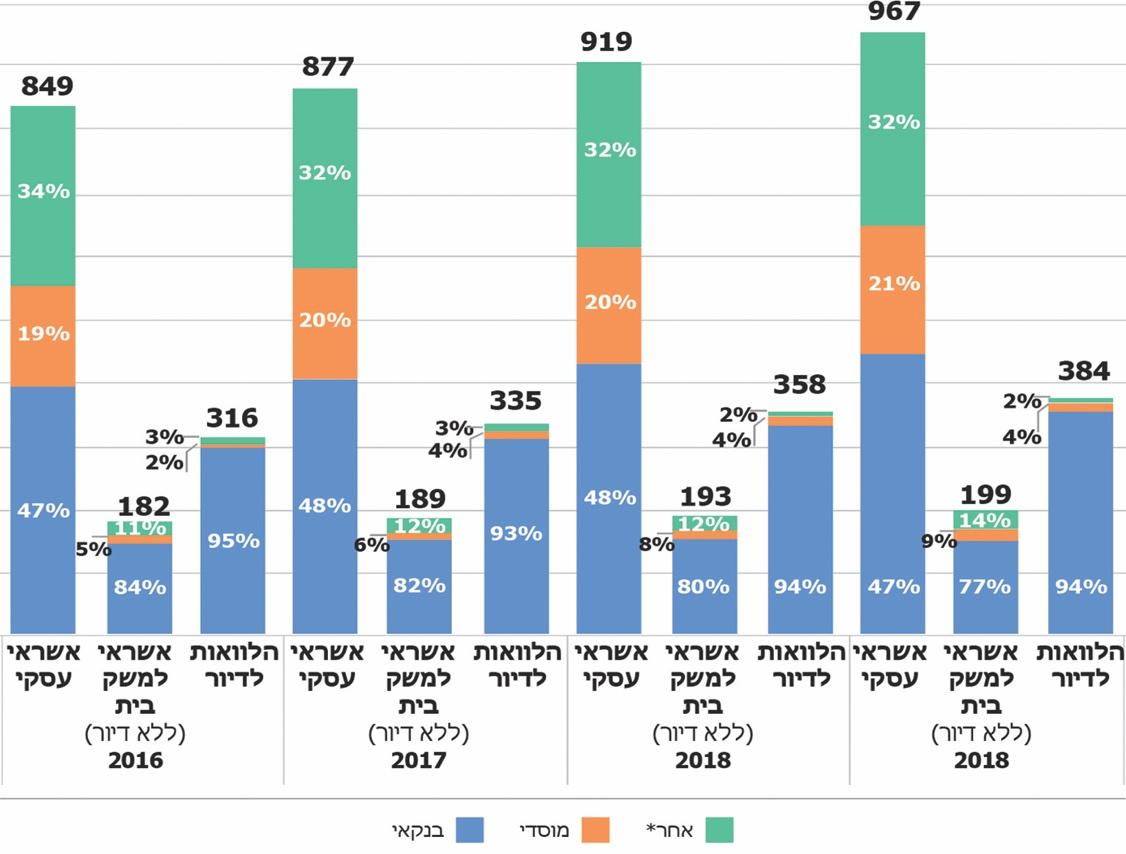 967
919
877
849
34%
32%
32%
32%
19%
20%
20%
21%
47%
48%
48%
47%
182
11%
5%
84%
316
3%
2%
95%
189
12%
6%
82%
335
3%
4%
93%
193
12%
8%
80%
358
2%
4%
94%
199
14%
9%
77%
384
2%
4%
94%
אשראי
עסקי
אשראי
למשק
בית
(ללא דיור)
2016
הלוואות
לדיור
אשראי
עסקי
אשראי
למשק
בית
(ללא דיור)
2017
הלוואות
לדיור
אשראי
עסקי
אשראי
למשק
בית
(ללא דיור)
2018
הלוואות
לדיור
אשראי
עסקי
אשראי
למשק
בית
(ללא דיור)
2018
הלוואות
לדיור
אחר* מוסדי בנקאי